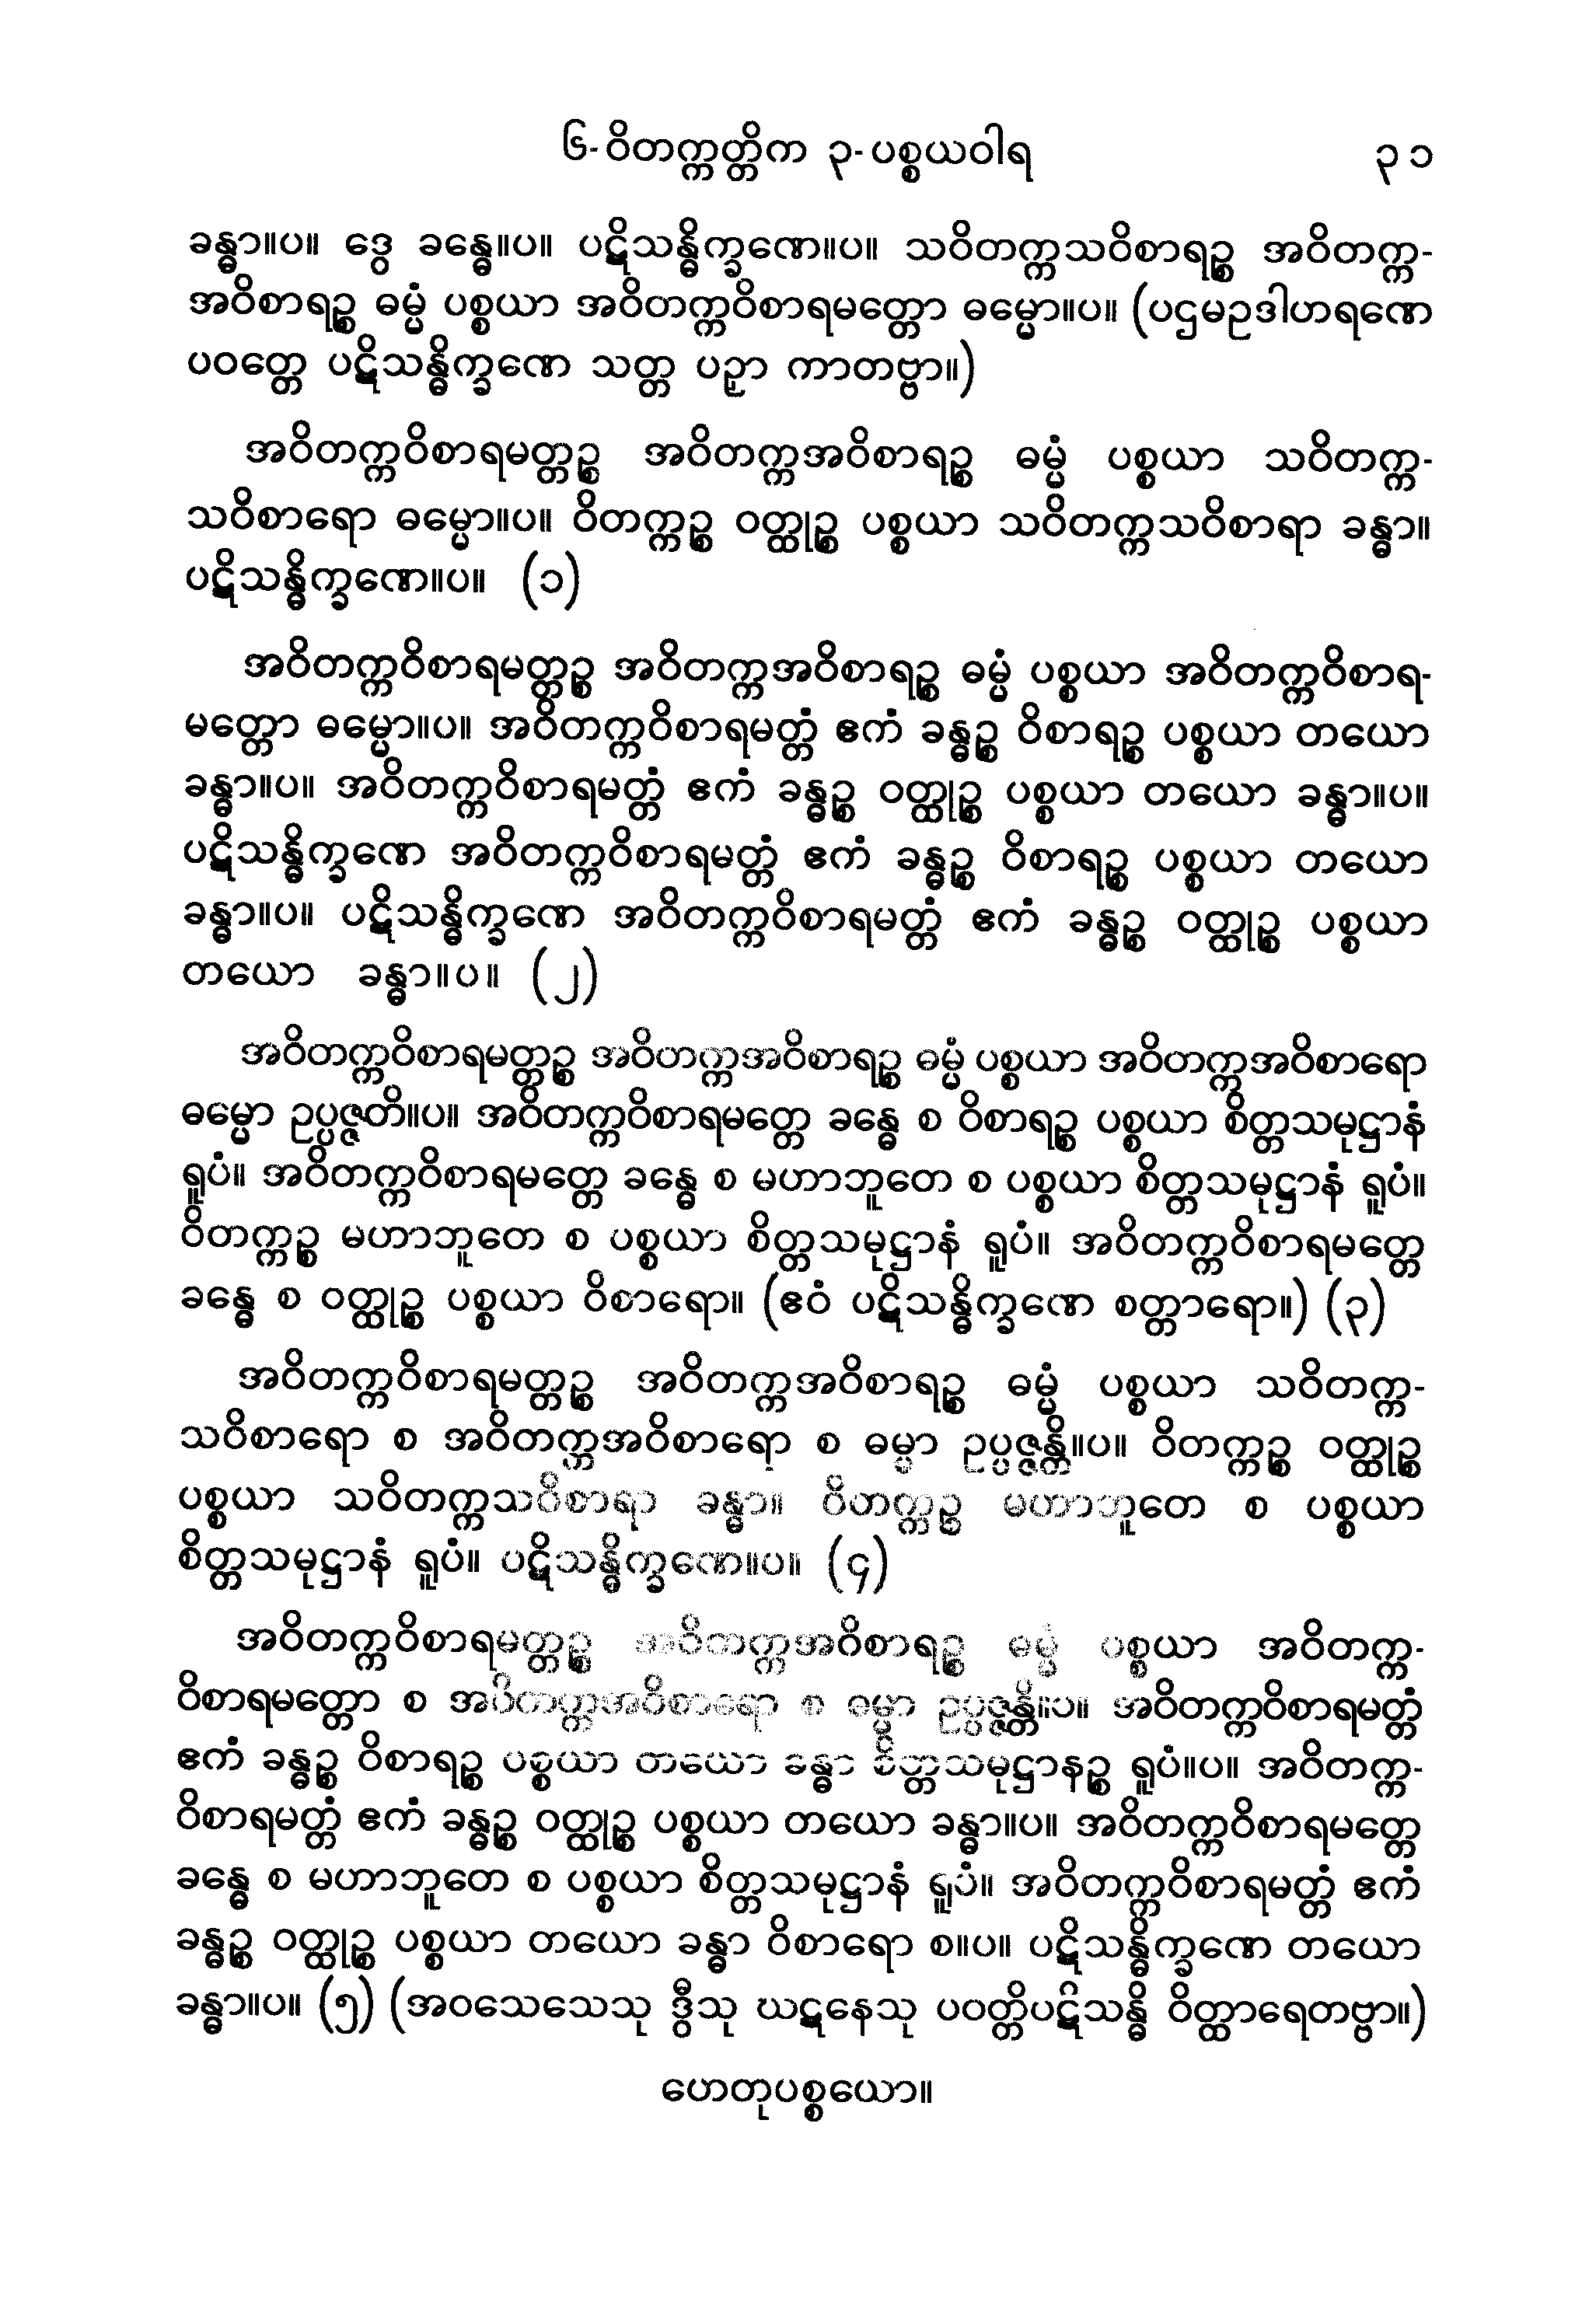 ၆-ဝိတက္ကတ္တိက ၃-ပစ္စယဝါရ ၃၁
ခန္ဓာ။ပ။ ဒွေ ခန္ဓေ။ပ။ ပဋိသန္ဓိက္ခဏေ။ပ။ သဝိတက္ကသဝိစာရဉ္စ အဝိတက္က-
အဝိစာရဉ္စ ဓမ္မံ ပစ္စယာ အဝိတက္ကဝိစာရမတ္တော ဓမ္မော။ပ။ (ပဌမဥဒါဟရဏေ
ပဝတ္တေ ပဋိသန္ဓိက္ခဏေ သတ္တ ပဉှာ ကာတဗ္ဗာ။)
အဝိတက္ကဝိစာရမတ္တဉ္စ အဝိတက္ကအဝိစာရဉ္စ ဓမ္မံ ပစ္စယာ သဝိတက္က-
သဝိစာရော ဓမ္မော။ပ။ ဝိတက္ကဉ္စ ဝတ္ထုဉ္စ ပစ္စယာ သဝိတက္ကသဝိစာရာ ခန္ဓာ။
ပဋိသန္ဓိက္ခဏေ။ပ။ (၁)
အဝိတက္ကဝိစာရမတ္တဉ္စ အဝိတက္ကအဝိစာရဉ္စ ဓမ္မံ ပစ္စယာ အဝိတက္ကဝိစာရ-
မတ္တော ဓမ္မော။ပ။ အဝိတက္ကဝိစာရမတ္တံ ဧကံ ခန္ဓဉ္စ ဝိစာရဉ္စ ပစ္စယာ တယော
ခန္ဓာ။ပ။ အဝိတက္ကဝိစာရမတ္တံ ဧကံ ခန္ဓဉ္စ ဝတ္ထုဉ္စ ပစ္စယာ တယော ခန္ဓာ။ပ။
ပဋိသန္ဓိက္ခဏေ အဝိတက္ကဝိစာရမတ္တံ ဧကံ ခန္ဓဉ္စ ဝိစာရဉ္စ ပစ္စယာ တယော
ခန္ဓာ။ပ။ ပဋိသန္ဓိက္ခဏေ အဝိတက္ကဝိစာရမတ္တံ ဧကံ ခန္ဓဉ္စ ဝတ္ထုဉ္စ ပစ္စယာ
တယော ခန္ဓာ။ပ။ (၂)
အဝိတက္ကဝိစာရမတ္တဉ္စ အဝိတက္ကအဝိစာရဉ္စ ဓမ္မံ ပစ္စယာ အဝိတက္ကအဝိစာရော
ဓမ္မော ဥပ္ပဇ္ဇတိ။ပ။ အဝိတက္ကဝိစာရမတ္တေ ခန္ဓေ စ ဝိစာရဉ္စ ပစ္စယာ စိတ္တသမုဋ္ဌာနံ
ရူပံ။ အဝိတက္ကဝိစာရမတ္တေ ခန္ဓေ စ မဟာဘူတေ စ ပစ္စယာ စိတ္တသမုဋ္ဌာနံ ရူပံ။
ဝိတက္ကဉ္စ မဟာဘူတေ စ ပစ္စယာ စိတ္တသမုဋ္ဌာနံ ရူပံ။ အဝိတက္ကဝိစာရမတ္တေ
ခန္ဓေ စ ဝတ္ထုဉ္စ ပစ္စယာ ဝိစာရော။ (ဧဝံ ပဋိသန္ဓိက္ခဏေ စတ္တာရော။) (၃)
အဝိတက္ကဝိစာရမတ္တဉ္စ အဝိတက္ကအဝိစာရဉ္စ ဓမ္မံ ပစ္စယာ သဝိတက္က-
သဝိစာရော စ အဝိတက္ကအဝိစာရော စ ဓမ္မာ ဥပ္ပဇ္ဇန္တိ။ပ။ ဝိတက္ကဉ္စ ဝတ္ထုဉ္စ
ပစ္စယာ သဝိတက္ကသဝိစာရာ ခန္ဓာ။ ဝိတက္ကဉ္စ မဟာဘူတေ စ ပစ္စယာ
စိတ္တသမုဋ္ဌာနံ ရူပံ။ ပဋိသန္ဓိက္ခဏေ။ပ။ (၄)
အဝိတက္ကဝိစာရမတ္တဉ္စ အဝိတက္ကအဝိစာရဉ္စ ဓမ္မံ ပစ္စယာ အဝိတက္က-
ဝိစာရမတ္တော စ အဝိတက္ကအဝိစာရော စ ဓမ္မာ ဥပ္ပဇ္ဇန္တိ။ပ။ အဝိတက္ကဝိစာရမတ္တံ
ဧကံ ခန္ဓဉ္စ ဝိစာရဉ္စ ပစ္စယာ တယော ခန္ဓာ စိတ္တသမုဋ္ဌာနဉ္စ ရူပံ။ပ။ အဝိတက္က-
ဝိစာရမတ္တံ ဧကံ ခန္ဓဉ္စ ဝတ္ထုဉ္စ ပစ္စယာ တယော ခန္ဓာ။ပ။ အဝိတက္ကဝိစာရမတ္တေ
ခန္ဓေ စ မဟာဘူတေ စ ပစ္စယာ စိတ္တသမုဋ္ဌာနံ ရူပံ။ အဝိတက္ကဝိစာရမတ္တံ ဧကံ
ခန္ဓဉ္စ ဝတ္ထုဉ္စ ပစ္စယာ တယော ခန္ဓာ ဝိစာရော စ။ပ။ ပဋိသန္ဓိက္ခဏေ တယော
ခန္ဓာ။ပ။ (၅) (အဝသေသေသု ဒွီသု ဃဋနေသု ပဝတ္တိပဋိသန္ဓိ ဝိတ္ထာရေတဗ္ဗာ။)
ဟေတုပစ္စယော။